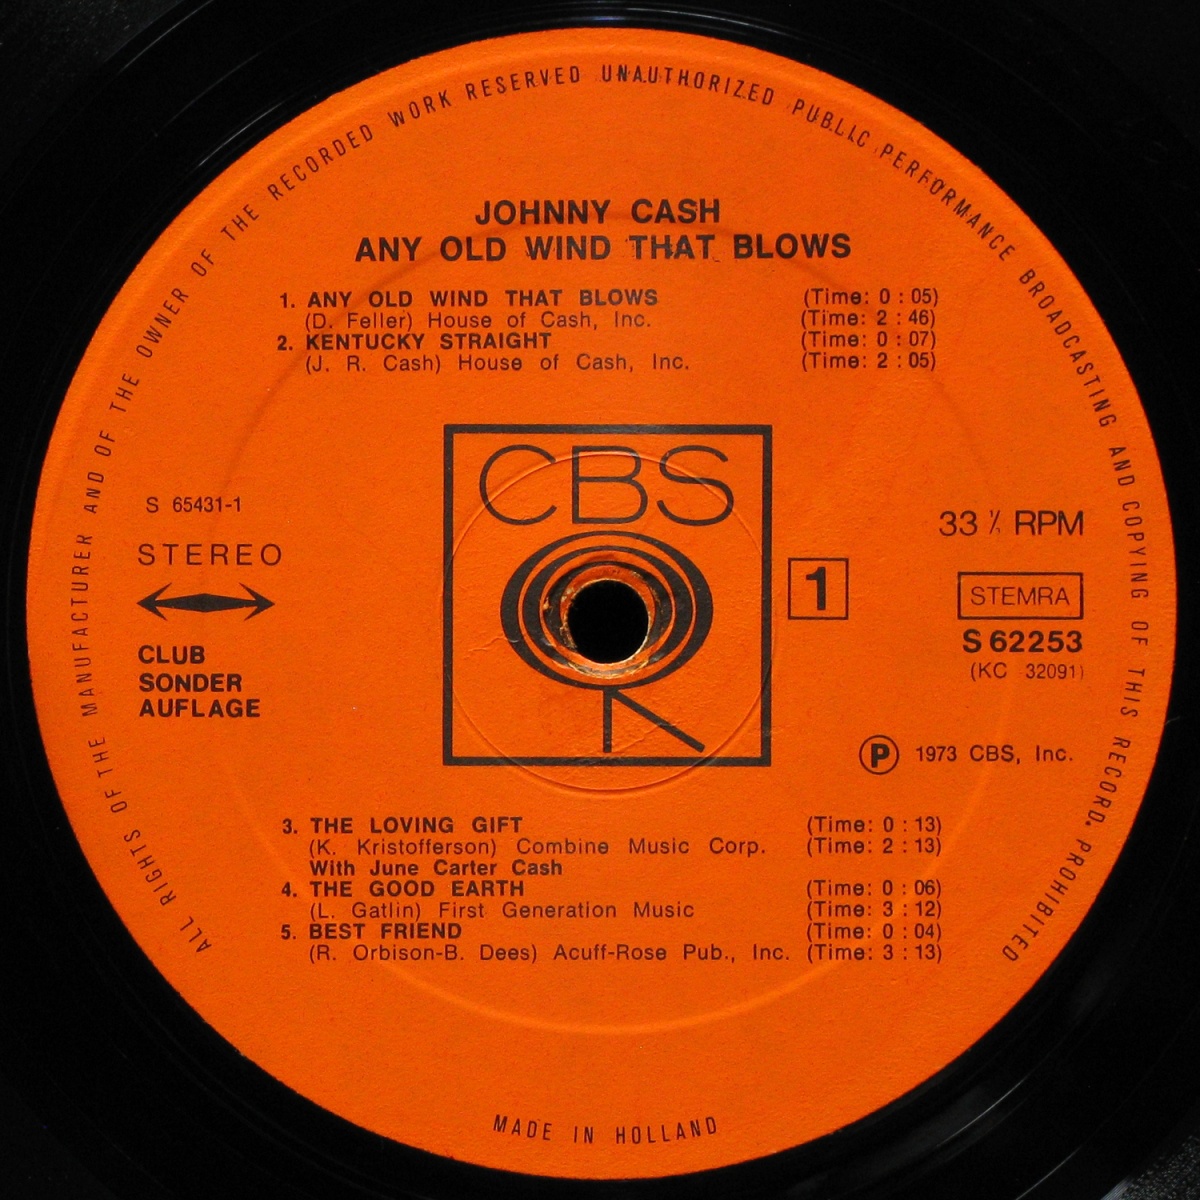 ALL RIGHTS OF THE MANUFACTURER AND OF THE OWNER OF THE RECORDED WORK RESERVED UNAUTHORIZED PUBLIC PERFORMANCE BROADCASTING AND COPYING OF THIS RECORD. PROHIBITED
JOHNNY CASH
ANY OLD WIND THAT BLOWS
1. ANY OLD WIND THAT BLOWS (Time: 0 : 05)
(D. Feller) House of Cash, Inc. (Time: 2 : 46)
2. KENTUCKY STRAIGHT (Time: 0 : 07)
(J. R. Cash) House of Cash, Inc. (Time: 2 : 05)
CBS
S 65431-1
33 ⅓ RPM
STEREO
1
STEMRA
S 62253
(KC 32091)
CLUB
SONDER
AUFLAGE
℗ 1973 CBS, Inc.
3. THE LOVING GIFT (Time: 0 : 13)
(K. Kristofferson) Combine Music Corp. (Time: 2 : 13)
With June Carter Cash
4. THE GOOD EARTH (Time: 0 : 06)
(L. Gatlin) First Generation Music (Time: 3 : 12)
5. BEST FRIEND (Time: 0 : 04)
(R. Orbison-B. Dees) Acuff-Rose Pub., Inc. (Time: 3 : 13)
MADE IN HOLLAND